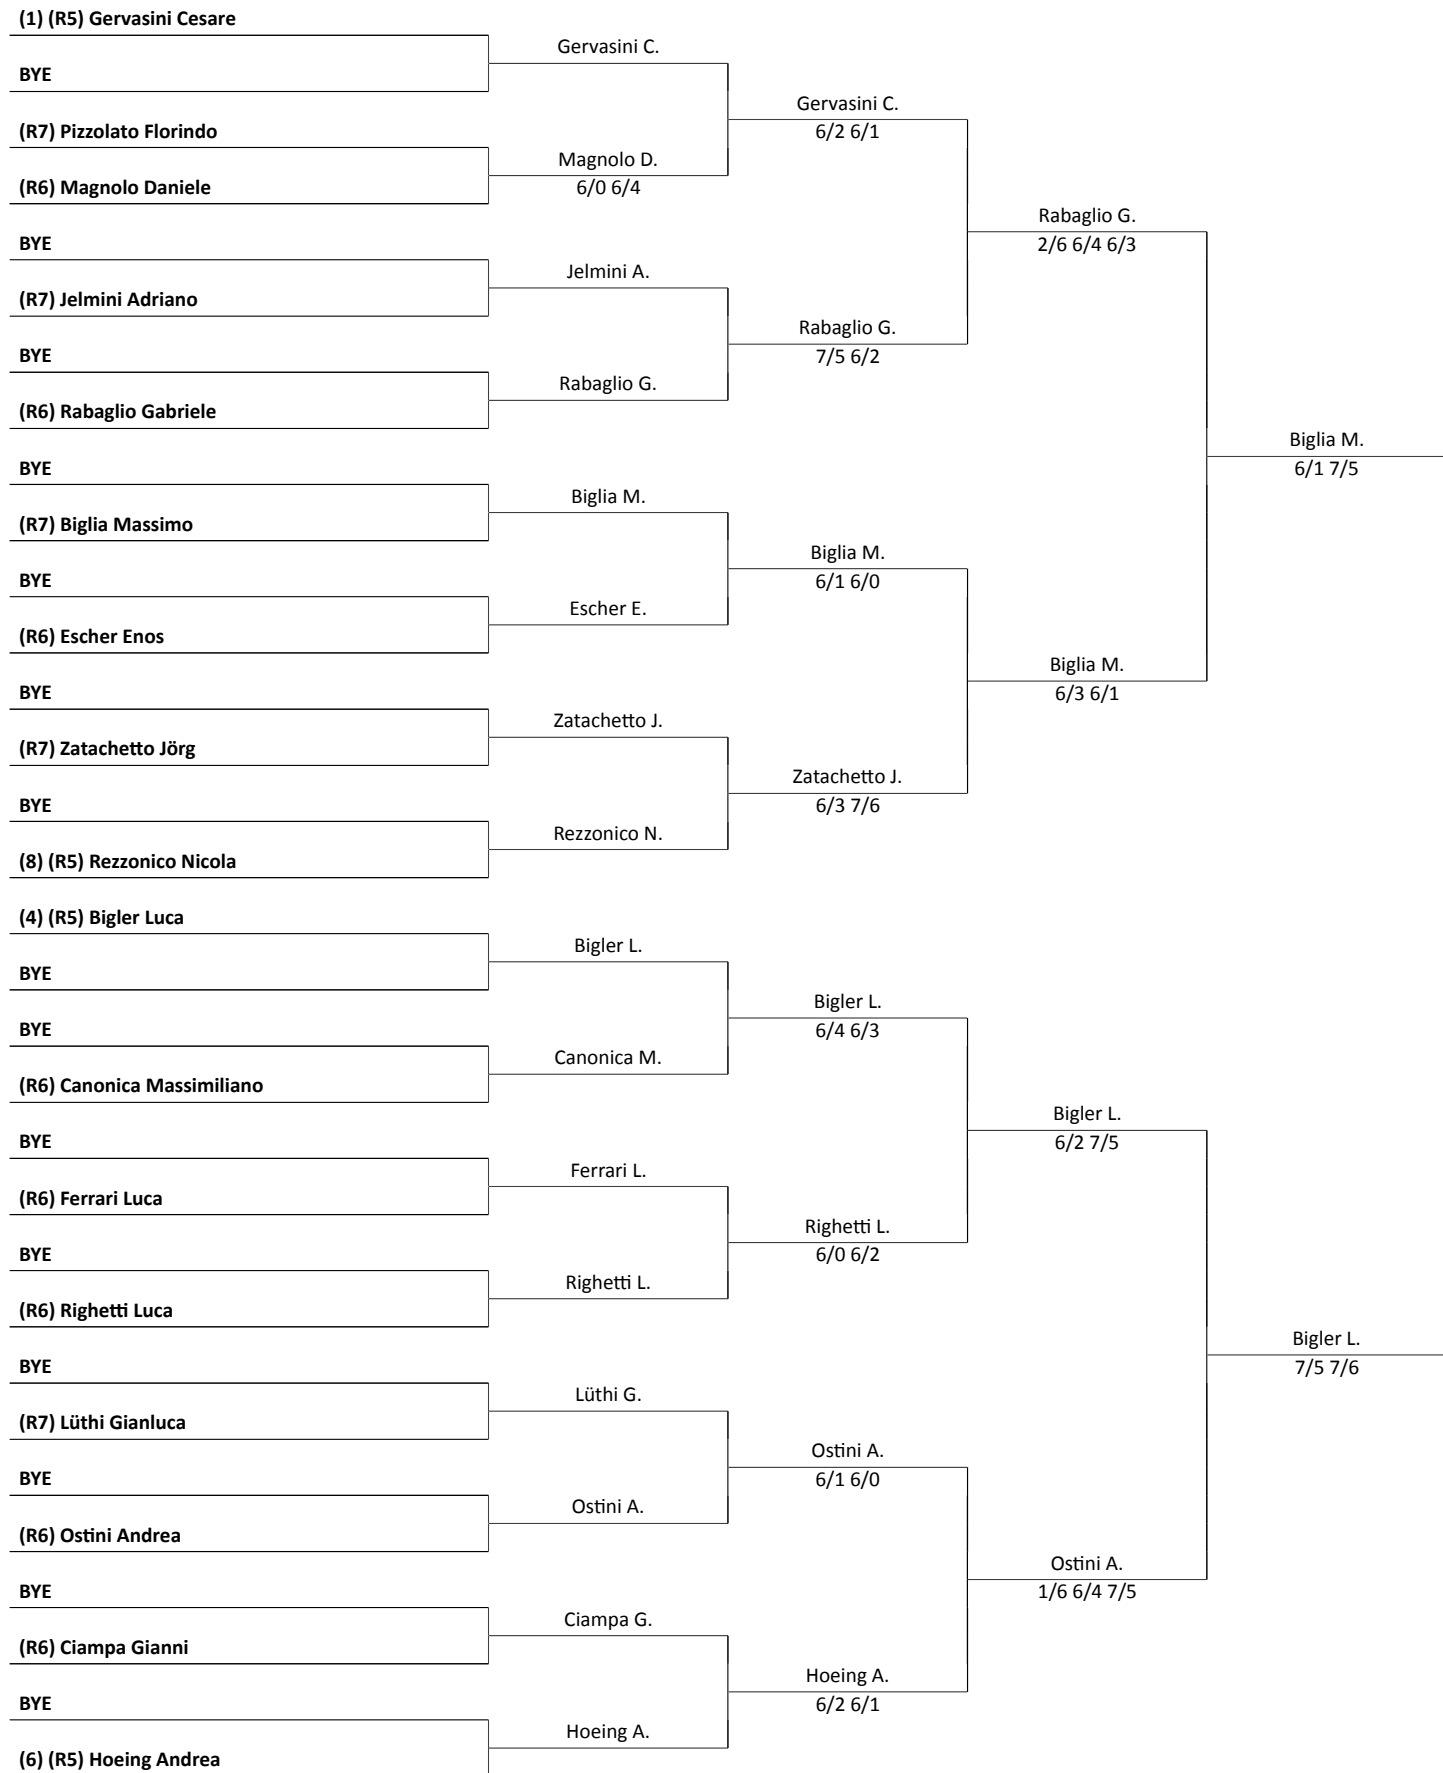 (1) (R5) Gervasini Cesare
Gervasini C.
BYE
Gervasini C.
6/2 6/1
(R7) Pizzolato Florindo
Magnolo D.
6/0 6/4
(R6) Magnolo Daniele
Rabaglio G.
2/6 6/4 6/3
BYE
Jelmini A.
(R7) Jelmini Adriano
Rabaglio G.
7/5 6/2
BYE
Rabaglio G.
(R6) Rabaglio Gabriele
Biglia M.
6/1 7/5
BYE
Biglia M.
(R7) Biglia Massimo
Biglia M.
6/1 6/0
BYE
Escher E.
(R6) Escher Enos
Biglia M.
6/3 6/1
BYE
Zatachetto J.
(R7) Zatachetto Jörg
Zatachetto J.
6/3 7/6
BYE
Rezzonico N.
(8) (R5) Rezzonico Nicola
(4) (R5) Bigler Luca
Bigler L.
BYE
Bigler L.
6/4 6/3
BYE
Canonica M.
(R6) Canonica Massimiliano
Bigler L.
6/2 7/5
BYE
Ferrari L.
(R6) Ferrari Luca
Righetti L.
6/0 6/2
BYE
Righetti L.
(R6) Righetti Luca
Bigler L.
7/5 7/6
BYE
Lüthi G.
(R7) Lüthi Gianluca
Ostini A.
6/1 6/0
BYE
Ostini A.
(R6) Ostini Andrea
Ostini A.
1/6 6/4 7/5
BYE
Ciampa G.
(R6) Ciampa Gianni
Hoeing A.
6/2 6/1
BYE
Hoeing A.
(6) (R5) Hoeing Andrea